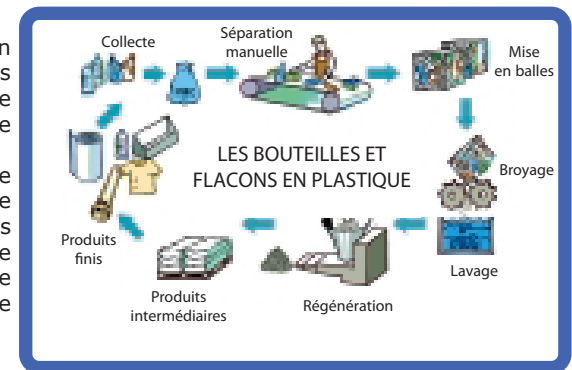 Collecte
Séparation
manuelle
Mise
en balles
LES BOUTEILLES ET
FLACONS EN PLASTIQUE
Broyage
Lavage
Régénération
Produits
intermédiaires
Produits
finis